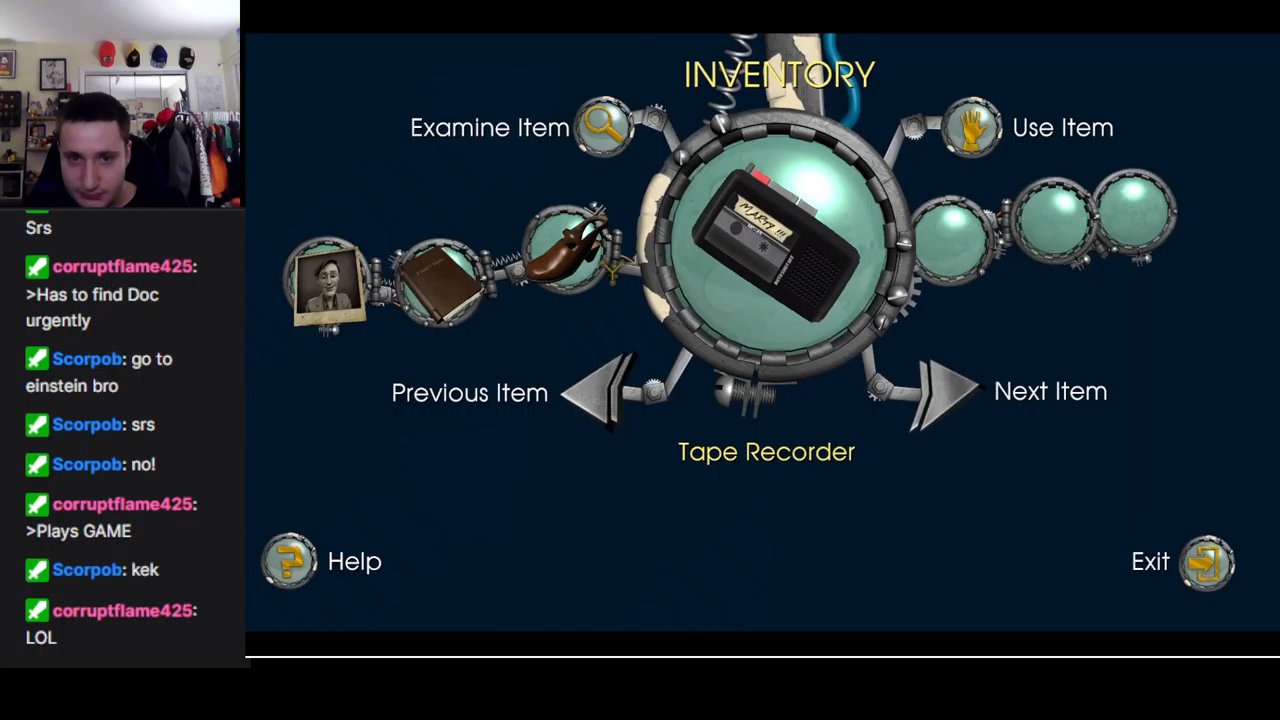 Srs
corruptflame425:
>Has to find Doc
urgently
Scorpob: go to
einstein bro
Scorpob: srs
Scorpob: no!
corruptflame425:
>Plays GAME
Scorpob: kek
corruptflame425:
LOL
INVENTORY
Examine Item
Use Item
MARTY !!!
Previous Item
Next Item
Tape Recorder
? Help
Exit